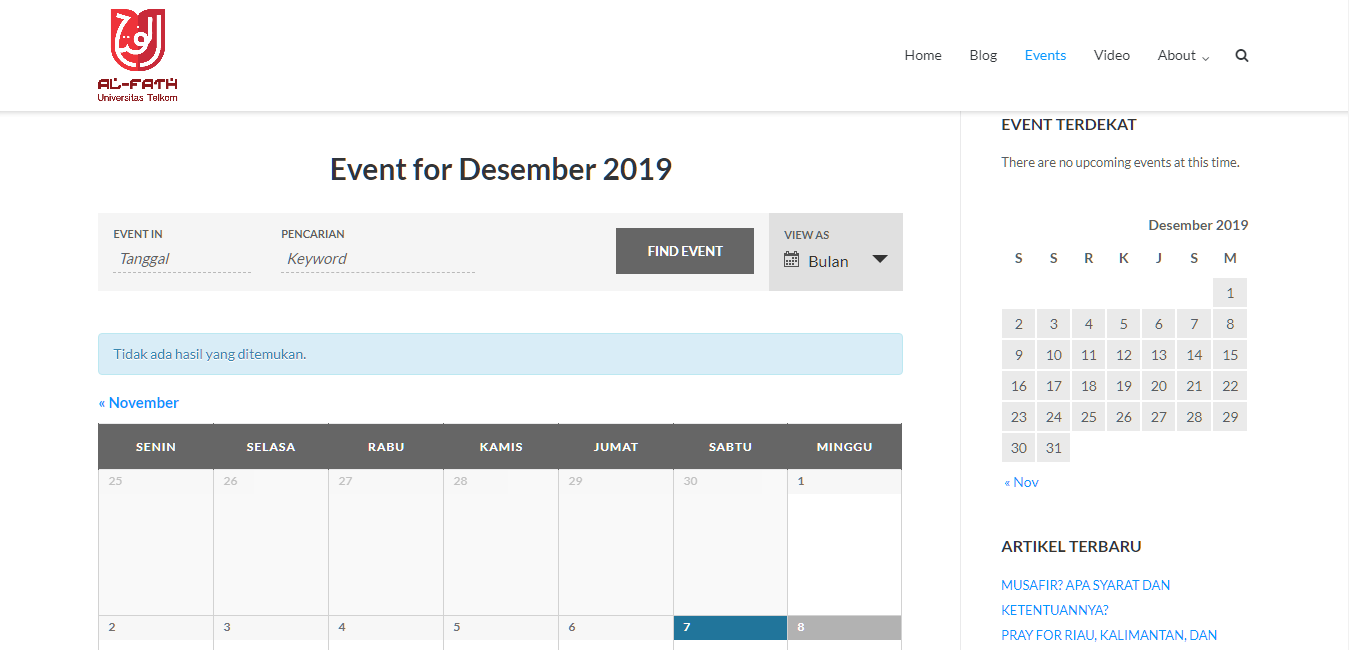 الفتح
AL-FATH
Universitas Telkom
Home Blog Events Video About
Event for Desember 2019
EVENT IN
Tanggal
PENCARIAN
Keyword
FIND EVENT
VIEW AS
Bulan
Tidak ada hasil yang ditemukan.
« November
SENIN SELASA RABU KAMIS JUMAT SABTU MINGGU
25 26 27 28 29 30 1
2 3 4 5 6 7 8
EVENT TERDEKAT
There are no upcoming events at this time.
Desember 2019
S S R K J S M
1
2 3 4 5 6 7 8
9 10 11 12 13 14 15
16 17 18 19 20 21 22
23 24 25 26 27 28 29
30 31
« Nov
ARTIKEL TERBARU
MUSAFIR? APA SYARAT DAN
KETENTUANNYA?
PRAY FOR RIAU, KALIMANTAN, DAN